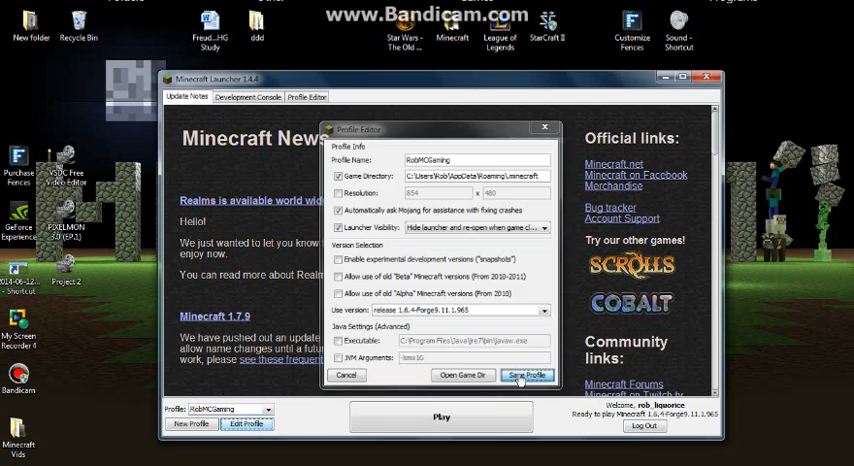 www.Bandicam.com
New folder
Recycle Bin
Freud...HG
Study
ddd
Star Wars -
The Old ...
Minecraft
League of
Legends
StarCraft II
Customize
Fences
Sound -
Shortcut
Minecraft Launcher 1.4.4
Update Notes
Development Console
Profile Editor
Minecraft News
Realms is available world wid
Hello!
We just wanted to let you know
enjoy now.
You can read more about Realm
Minecraft 1.7.9
We have pushed an update
allow name changes until a futu
work, please see these frequent
Profile Editor
Profile Info
Profile Name:
RobMCGaming
Game Directory:
C:\Users\Rob\AppData\Roaming\.minecraft
Resolution:
854
x
480
Automatically ask Mojang for assistance with fixing crashes
Launcher Visibility:
Hide launcher and re-open when game cl...
Version Selection
Enable experimental development versions ("snapshots")
Allow use of old "Beta" Minecraft versions (From 2010-2011)
Allow use of old "Alpha" Minecraft versions (From 2010)
Use version:
release 1.6.4-Forge9.11.1.965
Java Settings (Advanced)
Executable:
C:\Program Files\Java\jre7\bin\javaw.exe
JVM Arguments:
-Xmx1G
Cancel
Open Game Dir
Save Profile
Official links:
Minecraft.net
Minecraft on Facebook
Merchandise
Bug tracker
Account Support
Try our other games!
SCROLLS
COBALT
Community
links:
Minecraft Forums
Minecraft on Twitch by
Purchase
Fences
VSDC Free
Video Editor
GeForce
Experience
PIXELMON
3.0 (EP.1)
2014-06-12...
- Shortcut
Project 2
My Screen
Recorder 4
Bandicam
Minecraft
Vids
Profile:
RobMCGaming
New Profile
Edit Profile
Play
Welcome, rob_liquorice
Ready to play Minecraft 1.6.4-Forge9.11.1.965
Log Out